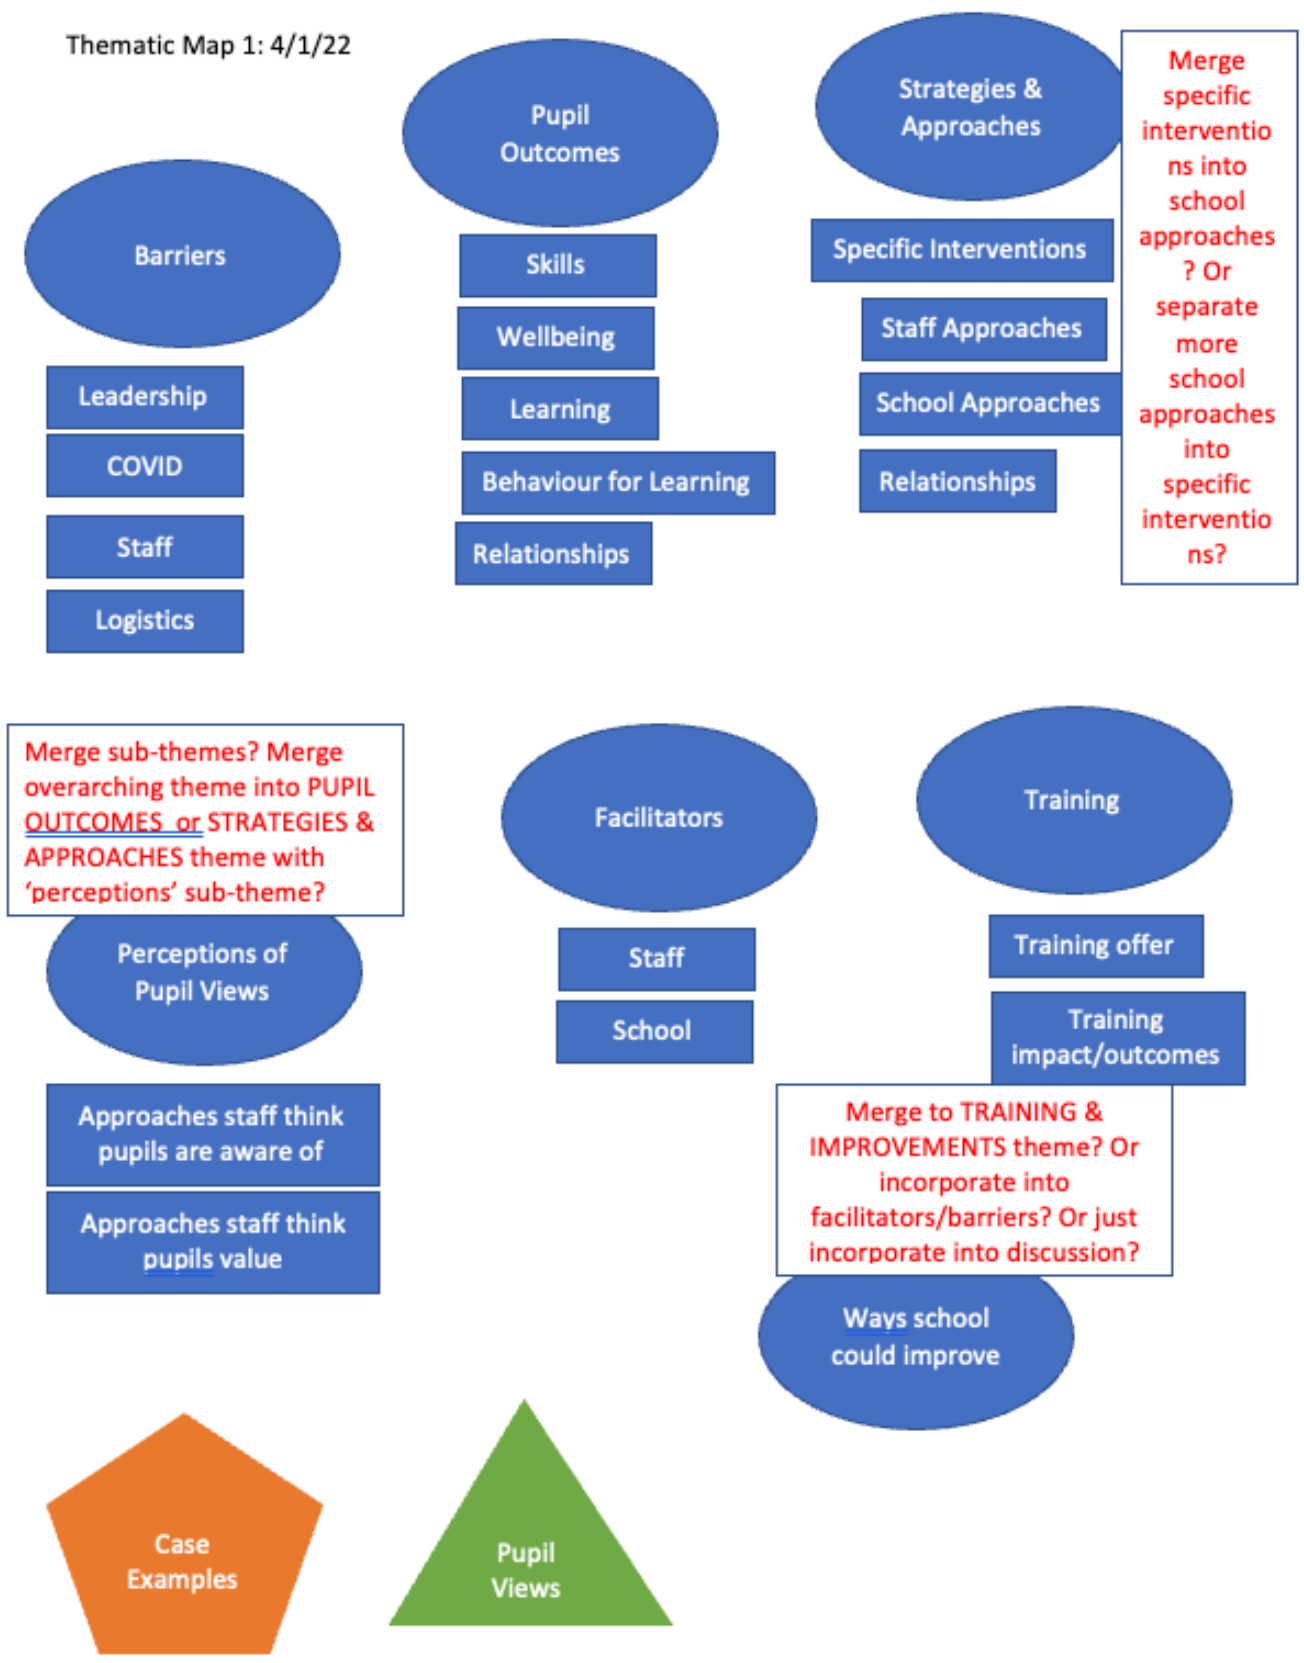 Thematic Map 1: 4/1/22
Barriers
Leadership
COVID
Staff
Logistics
Pupil
Outcomes
Skills
Wellbeing
Learning
Behaviour for Learning
Relationships
Strategies &
Approaches
Specific Interventions
Staff Approaches
School Approaches
Relationships
Merge
specific
interventio
ns into
school
approaches
? Or
separate
more
school
approaches
into
specific
interventio
ns?
Merge sub-themes? Merge
overarching theme into PUPIL
OUTCOMES or STRATEGIES &
APPROACHES theme with
‘perceptions’ sub-theme?
Perceptions of
Pupil Views
Approaches staff think
pupils are aware of
Approaches staff think
pupils value
Facilitators
Staff
School
Training
Training offer
Training
impact/outcomes
Merge to TRAINING &
IMPROVEMENTS theme? Or
incorporate into
facilitators/barriers? Or just
incorporate into discussion?
Ways school
could improve
Case
Examples
Pupil
Views